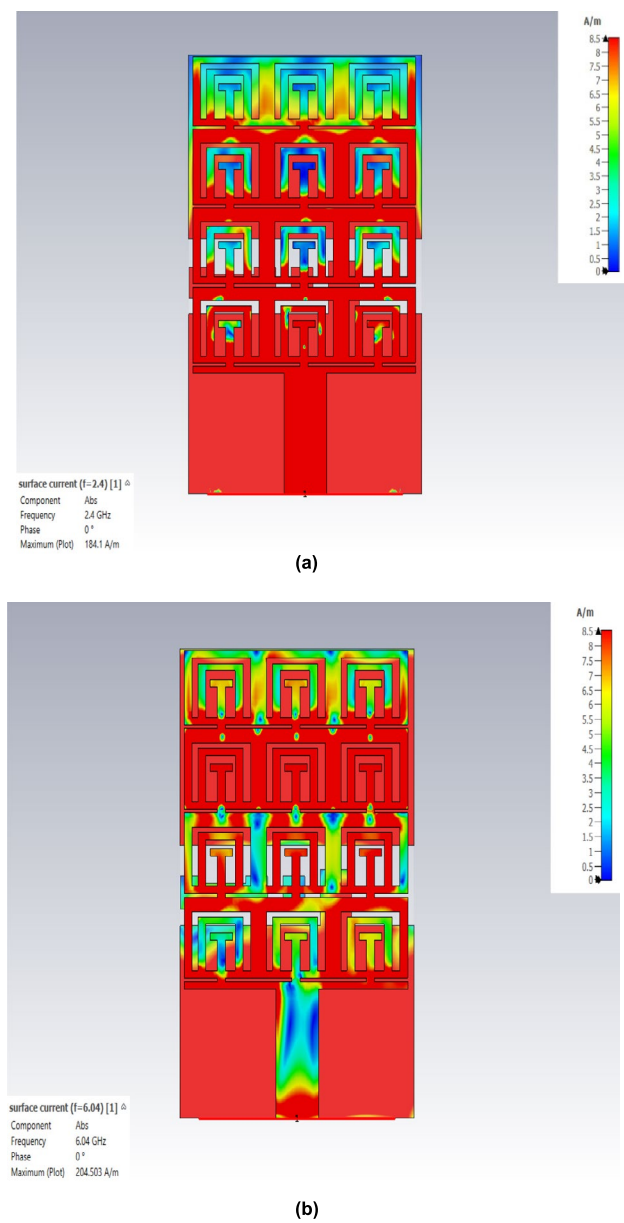 A/m
8.5
8
7.5
7
6.5
6
5.5
5
4.5
4
3.5
3
2.5
2
1.5
1
0.5
0
surface current (f=2.4) [1]
Component Abs
Frequency 2.4 GHz
Phase 0 °
Maximum (Plot) 184.1 A/m
(a)
A/m
8.5
8
7.5
7
6.5
6
5.5
5
4.5
4
3.5
3
2.5
2
1.5
1
0.5
0
surface current (f=6.04) [1]
Component Abs
Frequency 6.04 GHz
Phase 0 °
Maximum (Plot) 204.503 A/m
(b)